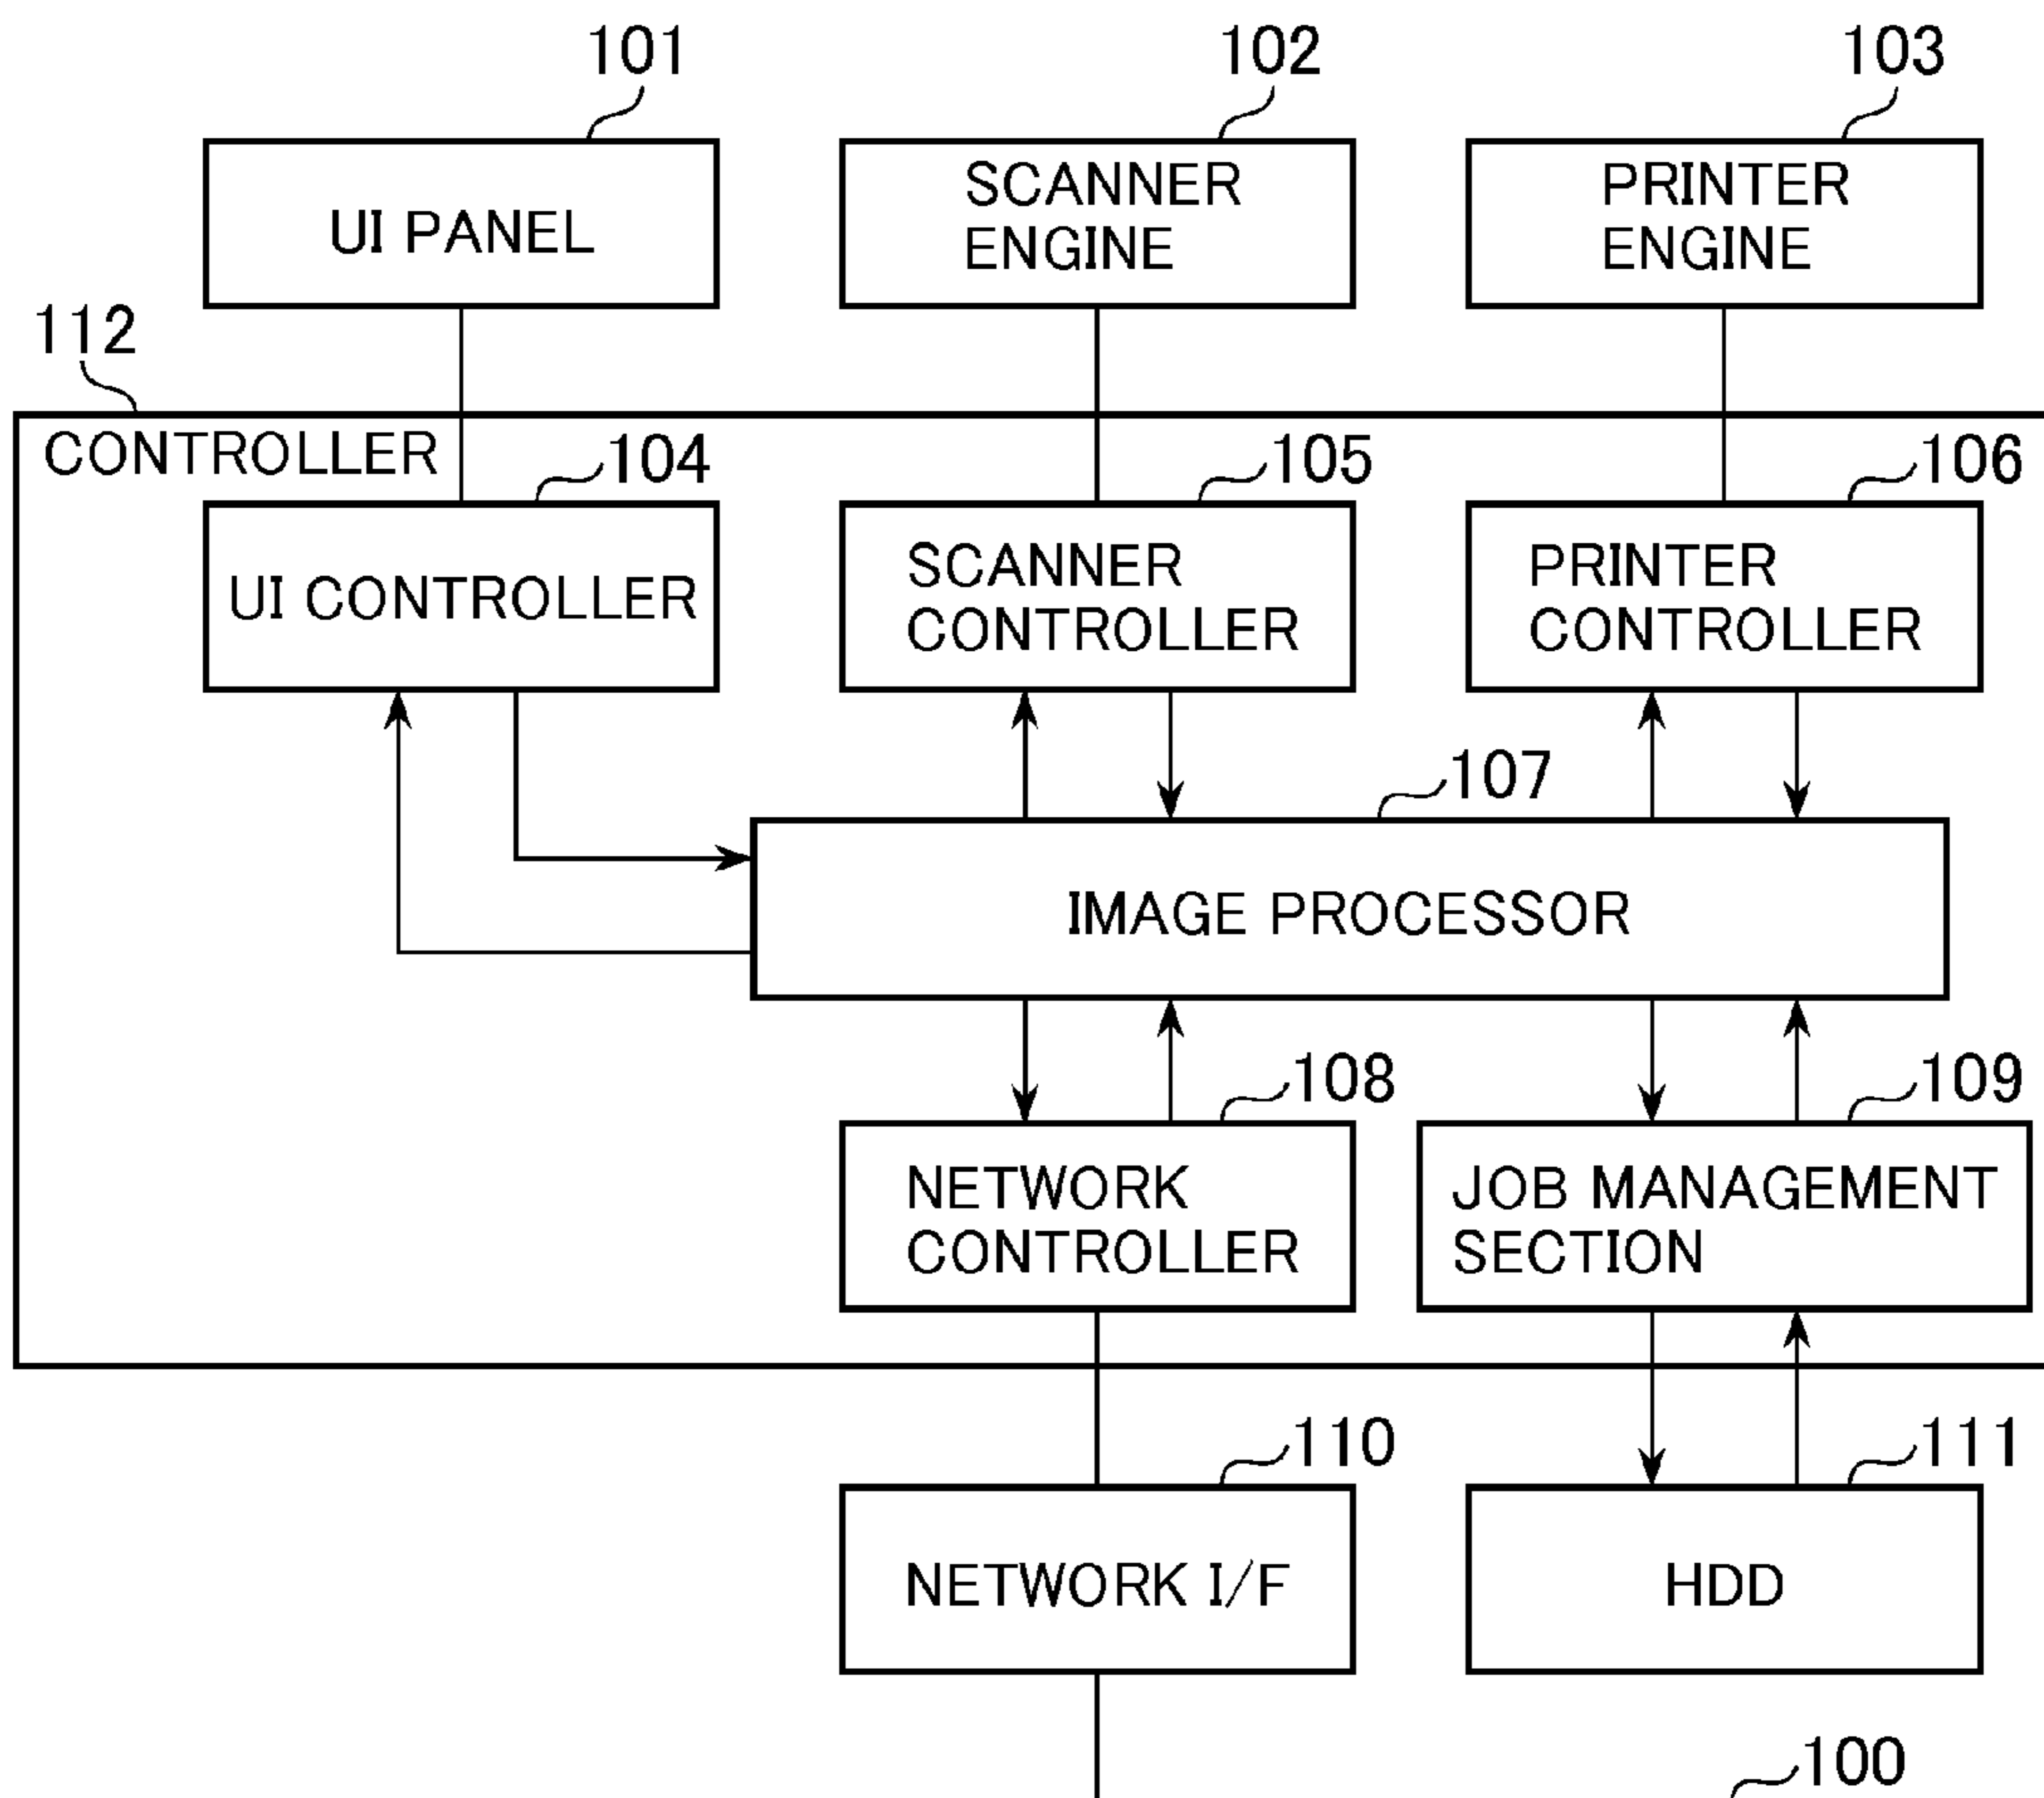 101
102
103
UI PANEL
SCANNER
ENGINE
PRINTER
ENGINE
112
CONTROLLER
104
105
106
UI CONTROLLER
SCANNER
CONTROLLER
PRINTER
CONTROLLER
107
IMAGE PROCESSOR
108
109
NETWORK
CONTROLLER
JOB MANAGEMENT
SECTION
110
111
NETWORK I/F
HDD
100